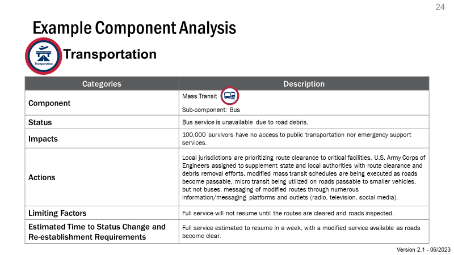 24
Example Component Analysis
Transportation
Transportation
Categories
Description
Component
Mass Transit
Sub-component: Bus
Status
Bus service is unavailable due to road debris.
Impacts
100,000 survivors have no access to public transportation nor emergency support
services.
Actions
Local jurisdictions are prioritizing route clearance to critical facilities, U.S. Army Corps of
Engineers assigned to supplement state and local authorities with route clearance and
debris removal efforts, modified mass transit schedules are being executed as roads
become passable, micro transit being utilized on roads passable to smaller vehicles,
but not buses, messaging of modified routes through numerous
information/messaging platforms and outlets (radio, television, social media).
Limiting Factors
Full service will not resume until the routes are cleared and roads inspected.
Estimated Time to Status Change and
Re-establishment Requirements
Full service estimated to resume in a week, with a modified service available as roads
become clear.
Version 2.1 - 06/2023